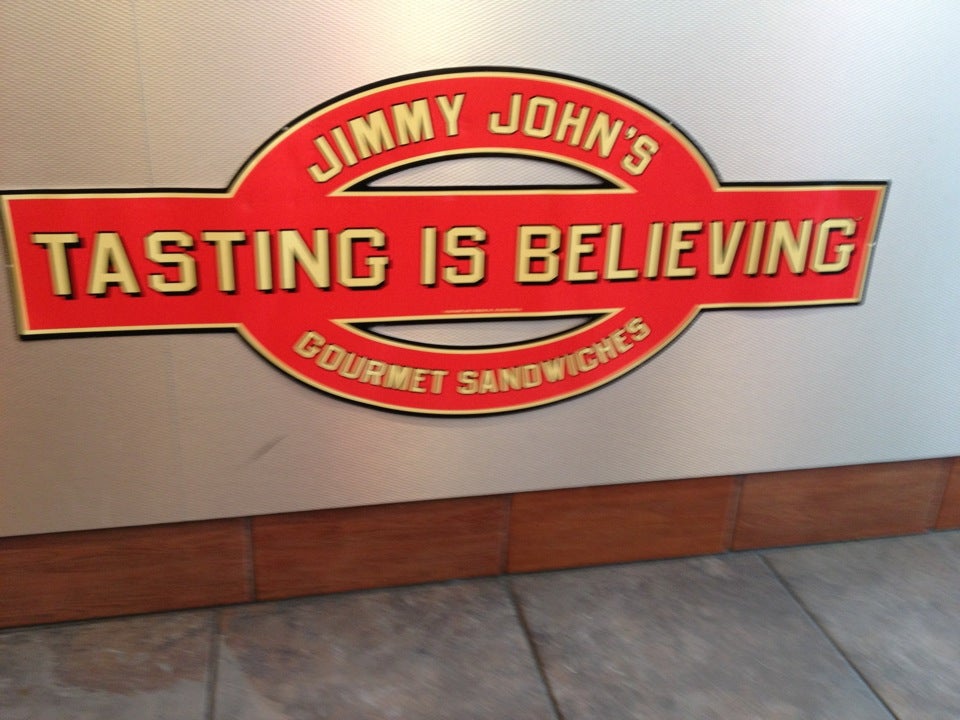 JIMMY JOHN'S
TASTING IS BELIEVING
GOURMET SANDWICHES